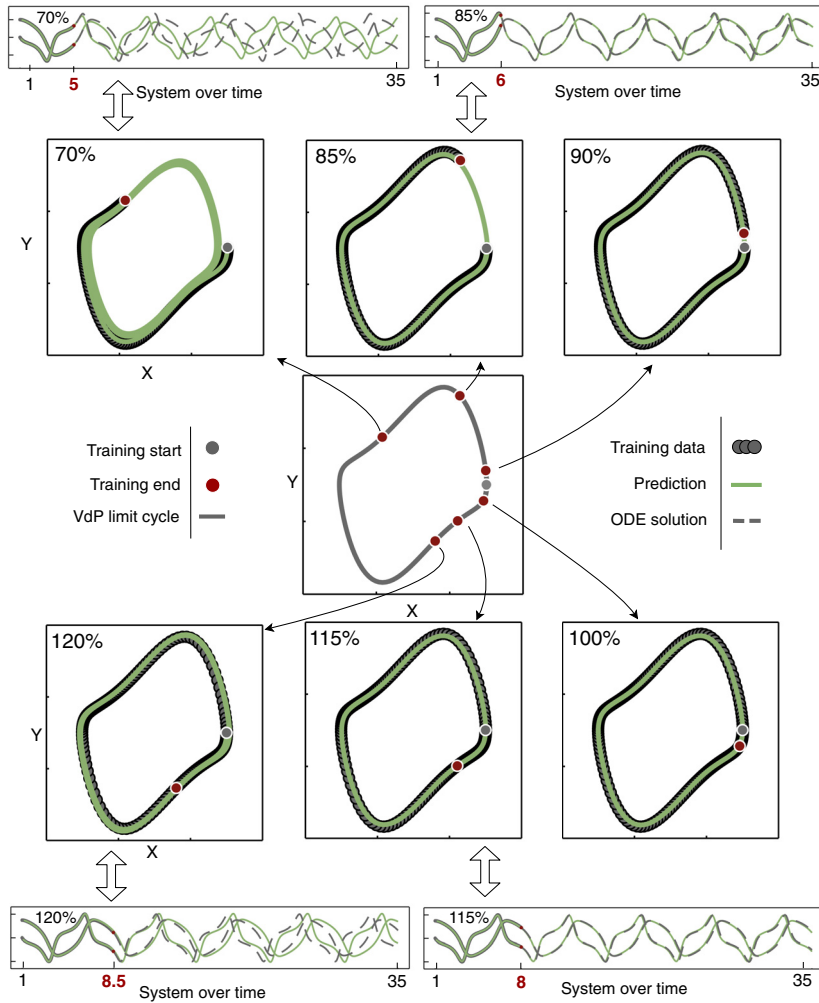 70%
85%
1
5
System over time
35
1
6
System over time
35
70%
85%
90%
Y
X
Training start
Training end
VdP limit cycle
Y
X
Training data
Prediction
ODE solution
120%
115%
100%
Y
X
120%
115%
1
8.5
System over time
35
1
8
System over time
35